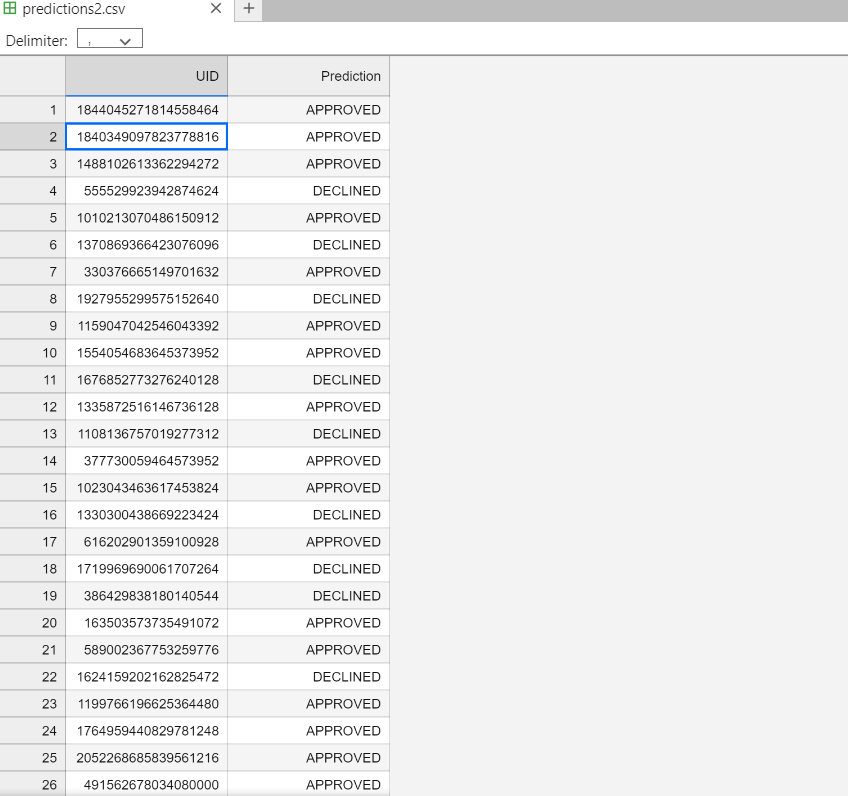 predictions2.csv
Delimiter: ,
UID Prediction
1 1844045271814558464 APPROVED
2 1840349097823778816 APPROVED
3 1488102613362294272 APPROVED
4 555529923942874624 DECLINED
5 1010213070486150912 APPROVED
6 1370869366423076096 DECLINED
7 330376665149701632 APPROVED
8 1927955299575152640 DECLINED
9 1159047042546043392 APPROVED
10 1554054683645373952 APPROVED
11 1676852773276240128 DECLINED
12 1335872516146736128 APPROVED
13 1108136757019277312 DECLINED
14 377730059464573952 APPROVED
15 1023043463617453824 APPROVED
16 1330300438669223424 DECLINED
17 616202901359100928 APPROVED
18 1719969690061707264 DECLINED
19 386429838180140544 DECLINED
20 163503573735491072 APPROVED
21 589002367753259776 APPROVED
22 1624159202162825472 DECLINED
23 1199766196625364480 APPROVED
24 1764959440829781248 APPROVED
25 2052268685839561216 APPROVED
26 491562678034080000 APPROVED